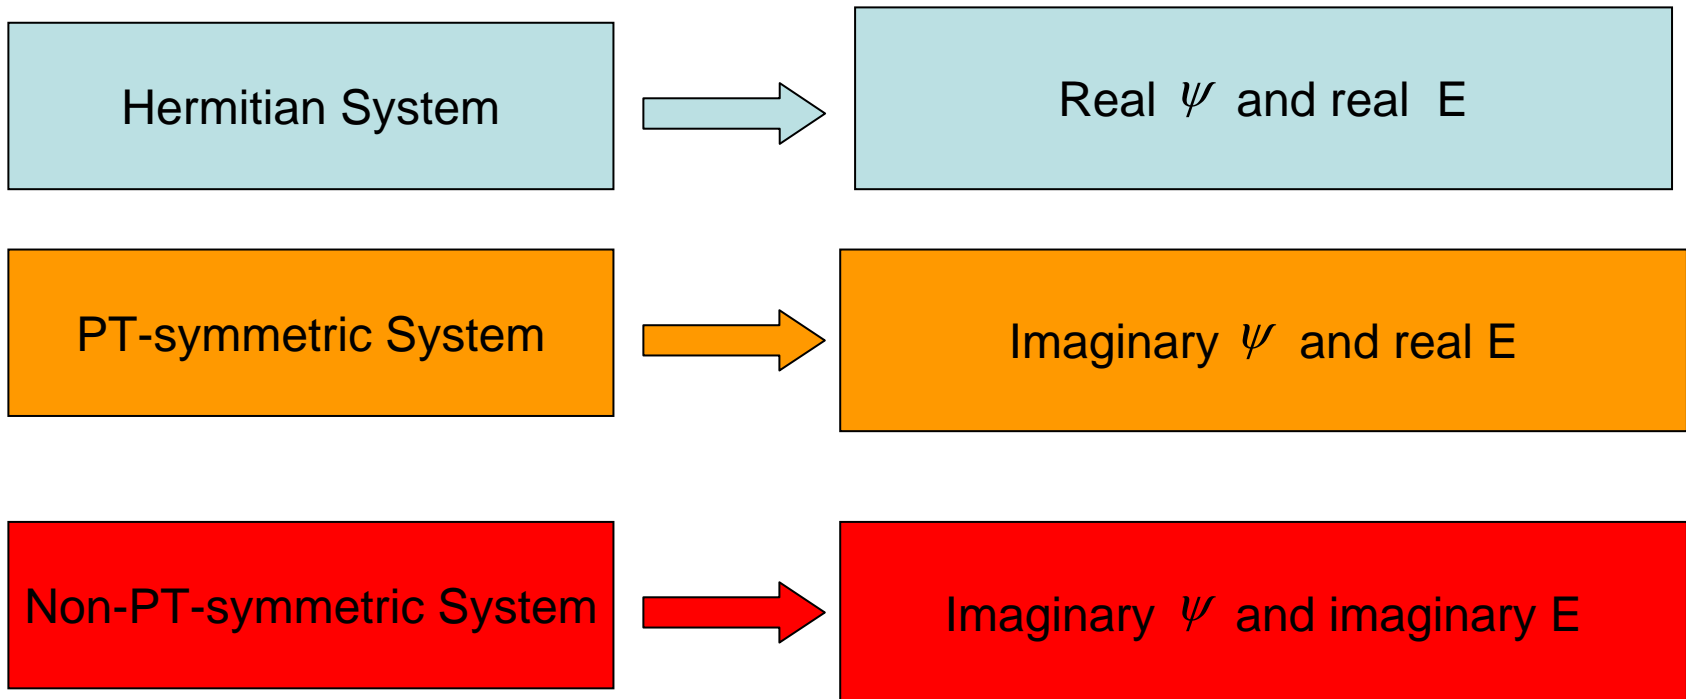 Hermitian System
Real ψ and real E
PT-symmetric System
Imaginary ψ and real E
Non-PT-symmetric System
Imaginary ψ and imaginary E